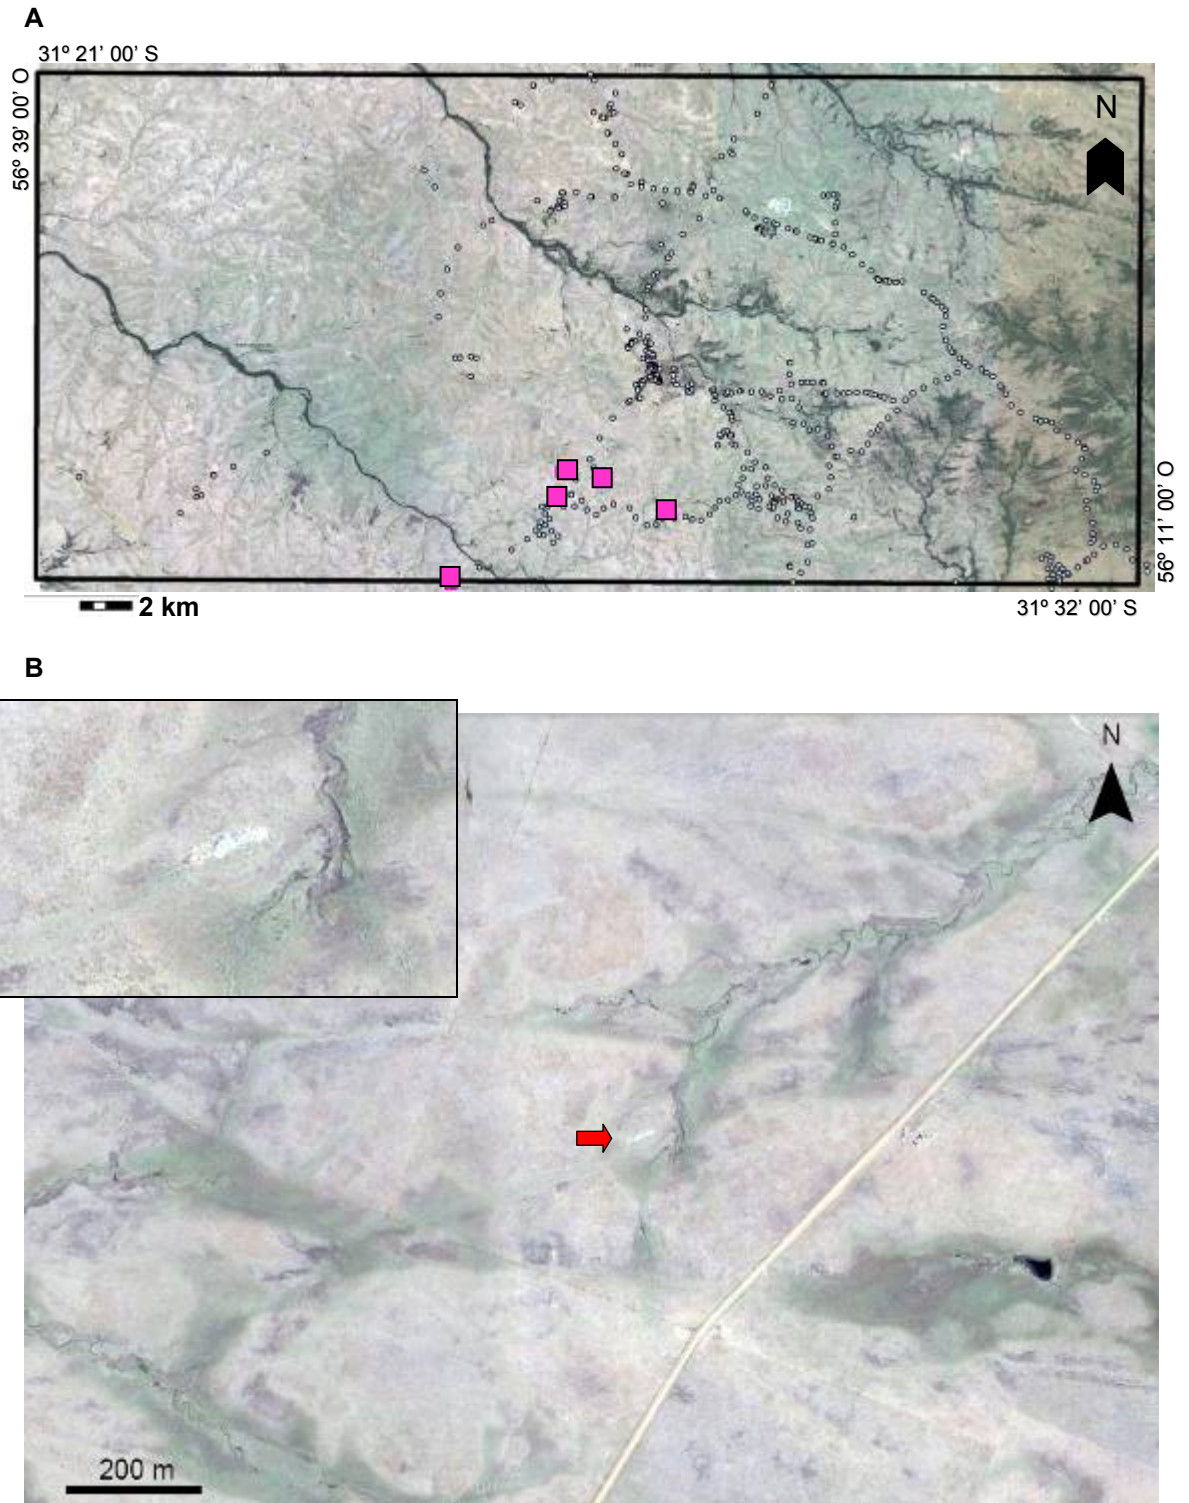 A
31º 21’ 00’ S
56º 39’ 00’ O
N
56º 11’ 00’ O
2 km
31º 32’ 00’ S
B
N
200 m